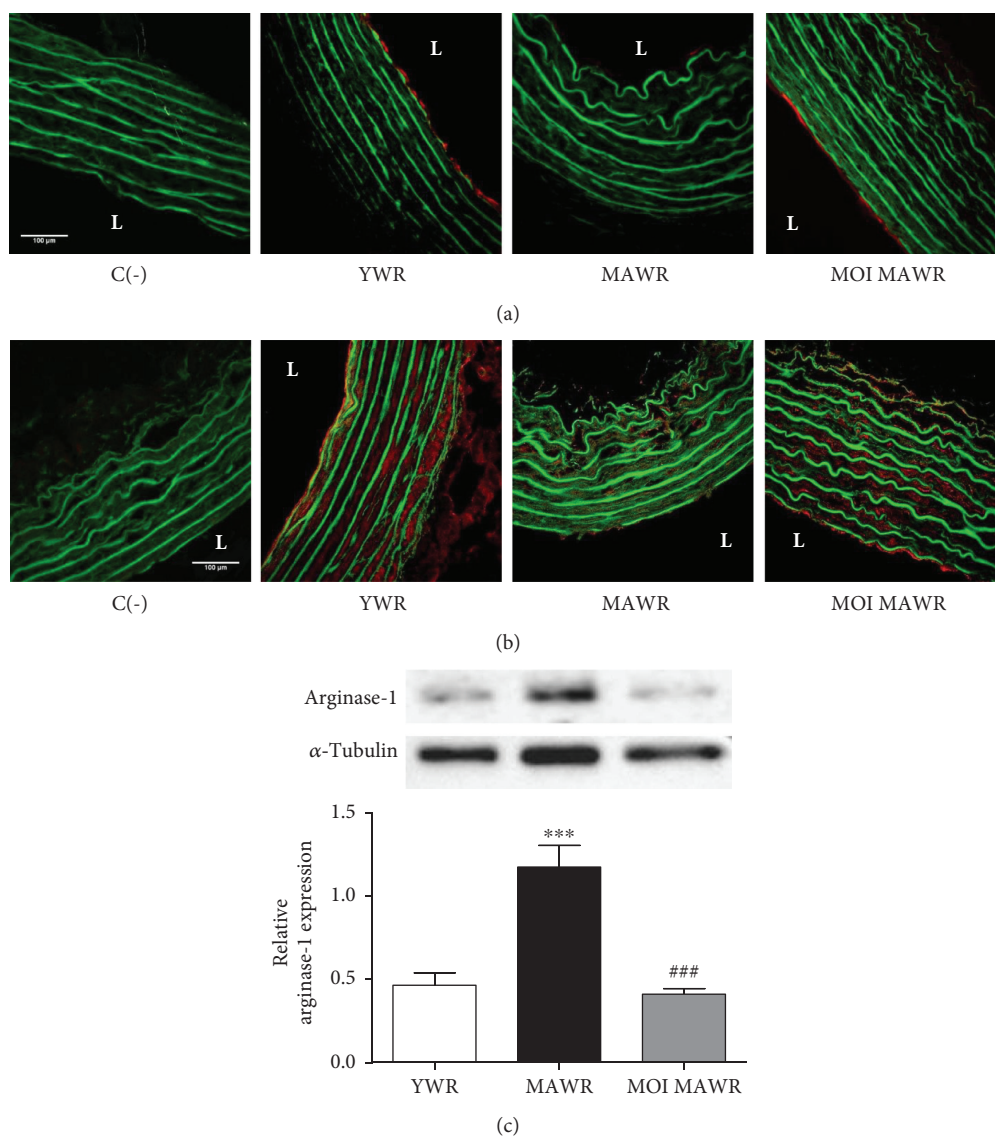 L
L
L
L
100 µm
C(-)
YWR
MAWR
MOI MAWR
(a)
L
L
L
L
100 µm
C(-)
YWR
MAWR
MOI MAWR
(b)
Arginase-1
α-Tubulin
Relative
arginase-1 expression
1.5
1.0
0.5
0.0
***
###
YWR
MAWR
MOI MAWR
(c)